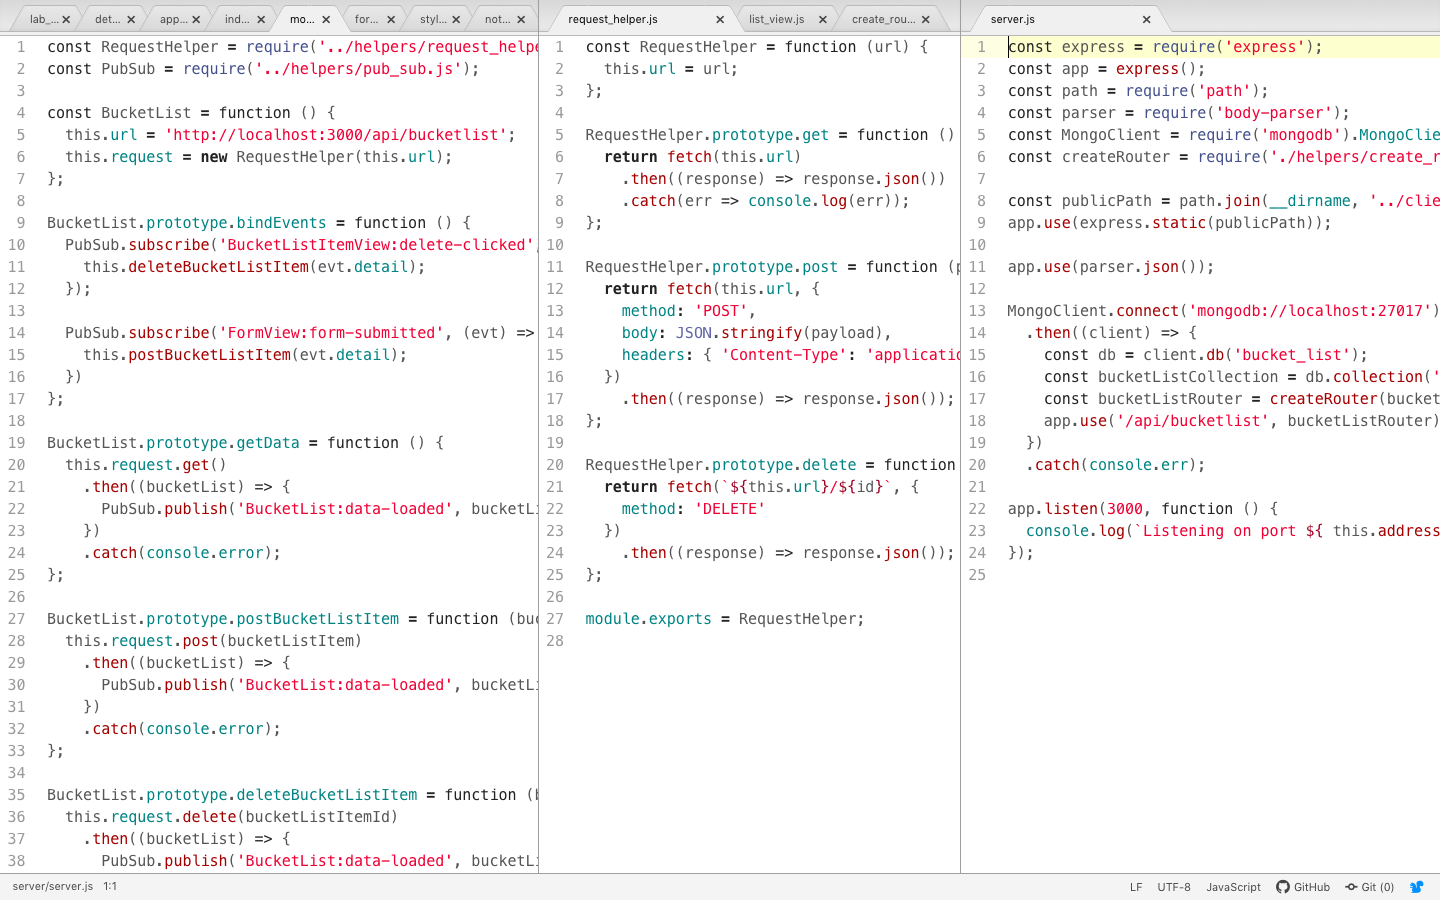 lab_...
det...
app...
ind...
mo...
for...
styl...
not...
1 const RequestHelper = require('../helpers/request_helpe
2 const PubSub = require('../helpers/pub_sub.js');
3
4 const BucketList = function () {
5 this.url = 'http://localhost:3000/api/bucketlist';
6 this.request = new RequestHelper(this.url);
7 };
8
9 BucketList.prototype.bindEvents = function () {
10 PubSub.subscribe('BucketListItemView:delete-clicked',
11 this.deleteBucketListItem(evt.detail);
12 });
13
14 PubSub.subscribe('FormView:form-submitted', (evt) =>
15 this.postBucketListItem(evt.detail);
16 })
17 };
18
19 BucketList.prototype.getData = function () {
20 this.request.get()
21 .then((bucketList) => {
22 PubSub.publish('BucketList:data-loaded', bucketLi
23 })
24 .catch(console.error);
25 };
26
27 BucketList.prototype.postBucketListItem = function (buc
28 this.request.post(bucketListItem)
29 .then((bucketList) => {
30 PubSub.publish('BucketList:data-loaded', bucketLi
31 })
32 .catch(console.error);
33 };
34
35 BucketList.prototype.deleteBucketListItem = function (b
36 this.request.delete(bucketListItemId)
37 .then((bucketList) => {
38 PubSub.publish('BucketList:data-loaded', bucketLi
request_helper.js
list_view.js
create_rou...
1 const RequestHelper = function (url) {
2 this.url = url;
3 };
4
5 RequestHelper.prototype.get = function ()
6 return fetch(this.url)
7 .then((response) => response.json())
8 .catch(err => console.log(err));
9 };
10
11 RequestHelper.prototype.post = function (p
12 return fetch(this.url, {
13 method: 'POST',
14 body: JSON.stringify(payload),
15 headers: { 'Content-Type': 'applicatio
16 })
17 .then((response) => response.json());
18 };
19
20 RequestHelper.prototype.delete = function
21 return fetch(`${this.url}/${id}`, {
22 method: 'DELETE'
23 })
24 .then((response) => response.json());
25 };
26
27 module.exports = RequestHelper;
28
server.js
1 const express = require('express');
2 const app = express();
3 const path = require('path');
4 const parser = require('body-parser');
5 const MongoClient = require('mongodb').MongoClie
6 const createRouter = require('./helpers/create_r
7
8 const publicPath = path.join(__dirname, '../clie
9 app.use(express.static(publicPath));
10
11 app.use(parser.json());
12
13 MongoClient.connect('mongodb://localhost:27017')
14 .then((client) => {
15 const db = client.db('bucket_list');
16 const bucketListCollection = db.collection('
17 const bucketListRouter = createRouter(bucket
18 app.use('/api/bucketlist', bucketListRouter)
19 })
20 .catch(console.err);
21
22 app.listen(3000, function () {
23 console.log(`Listening on port ${ this.address
24 });
25
server/server.js 1:1
LF UTF-8 JavaScript GitHub Git (0)